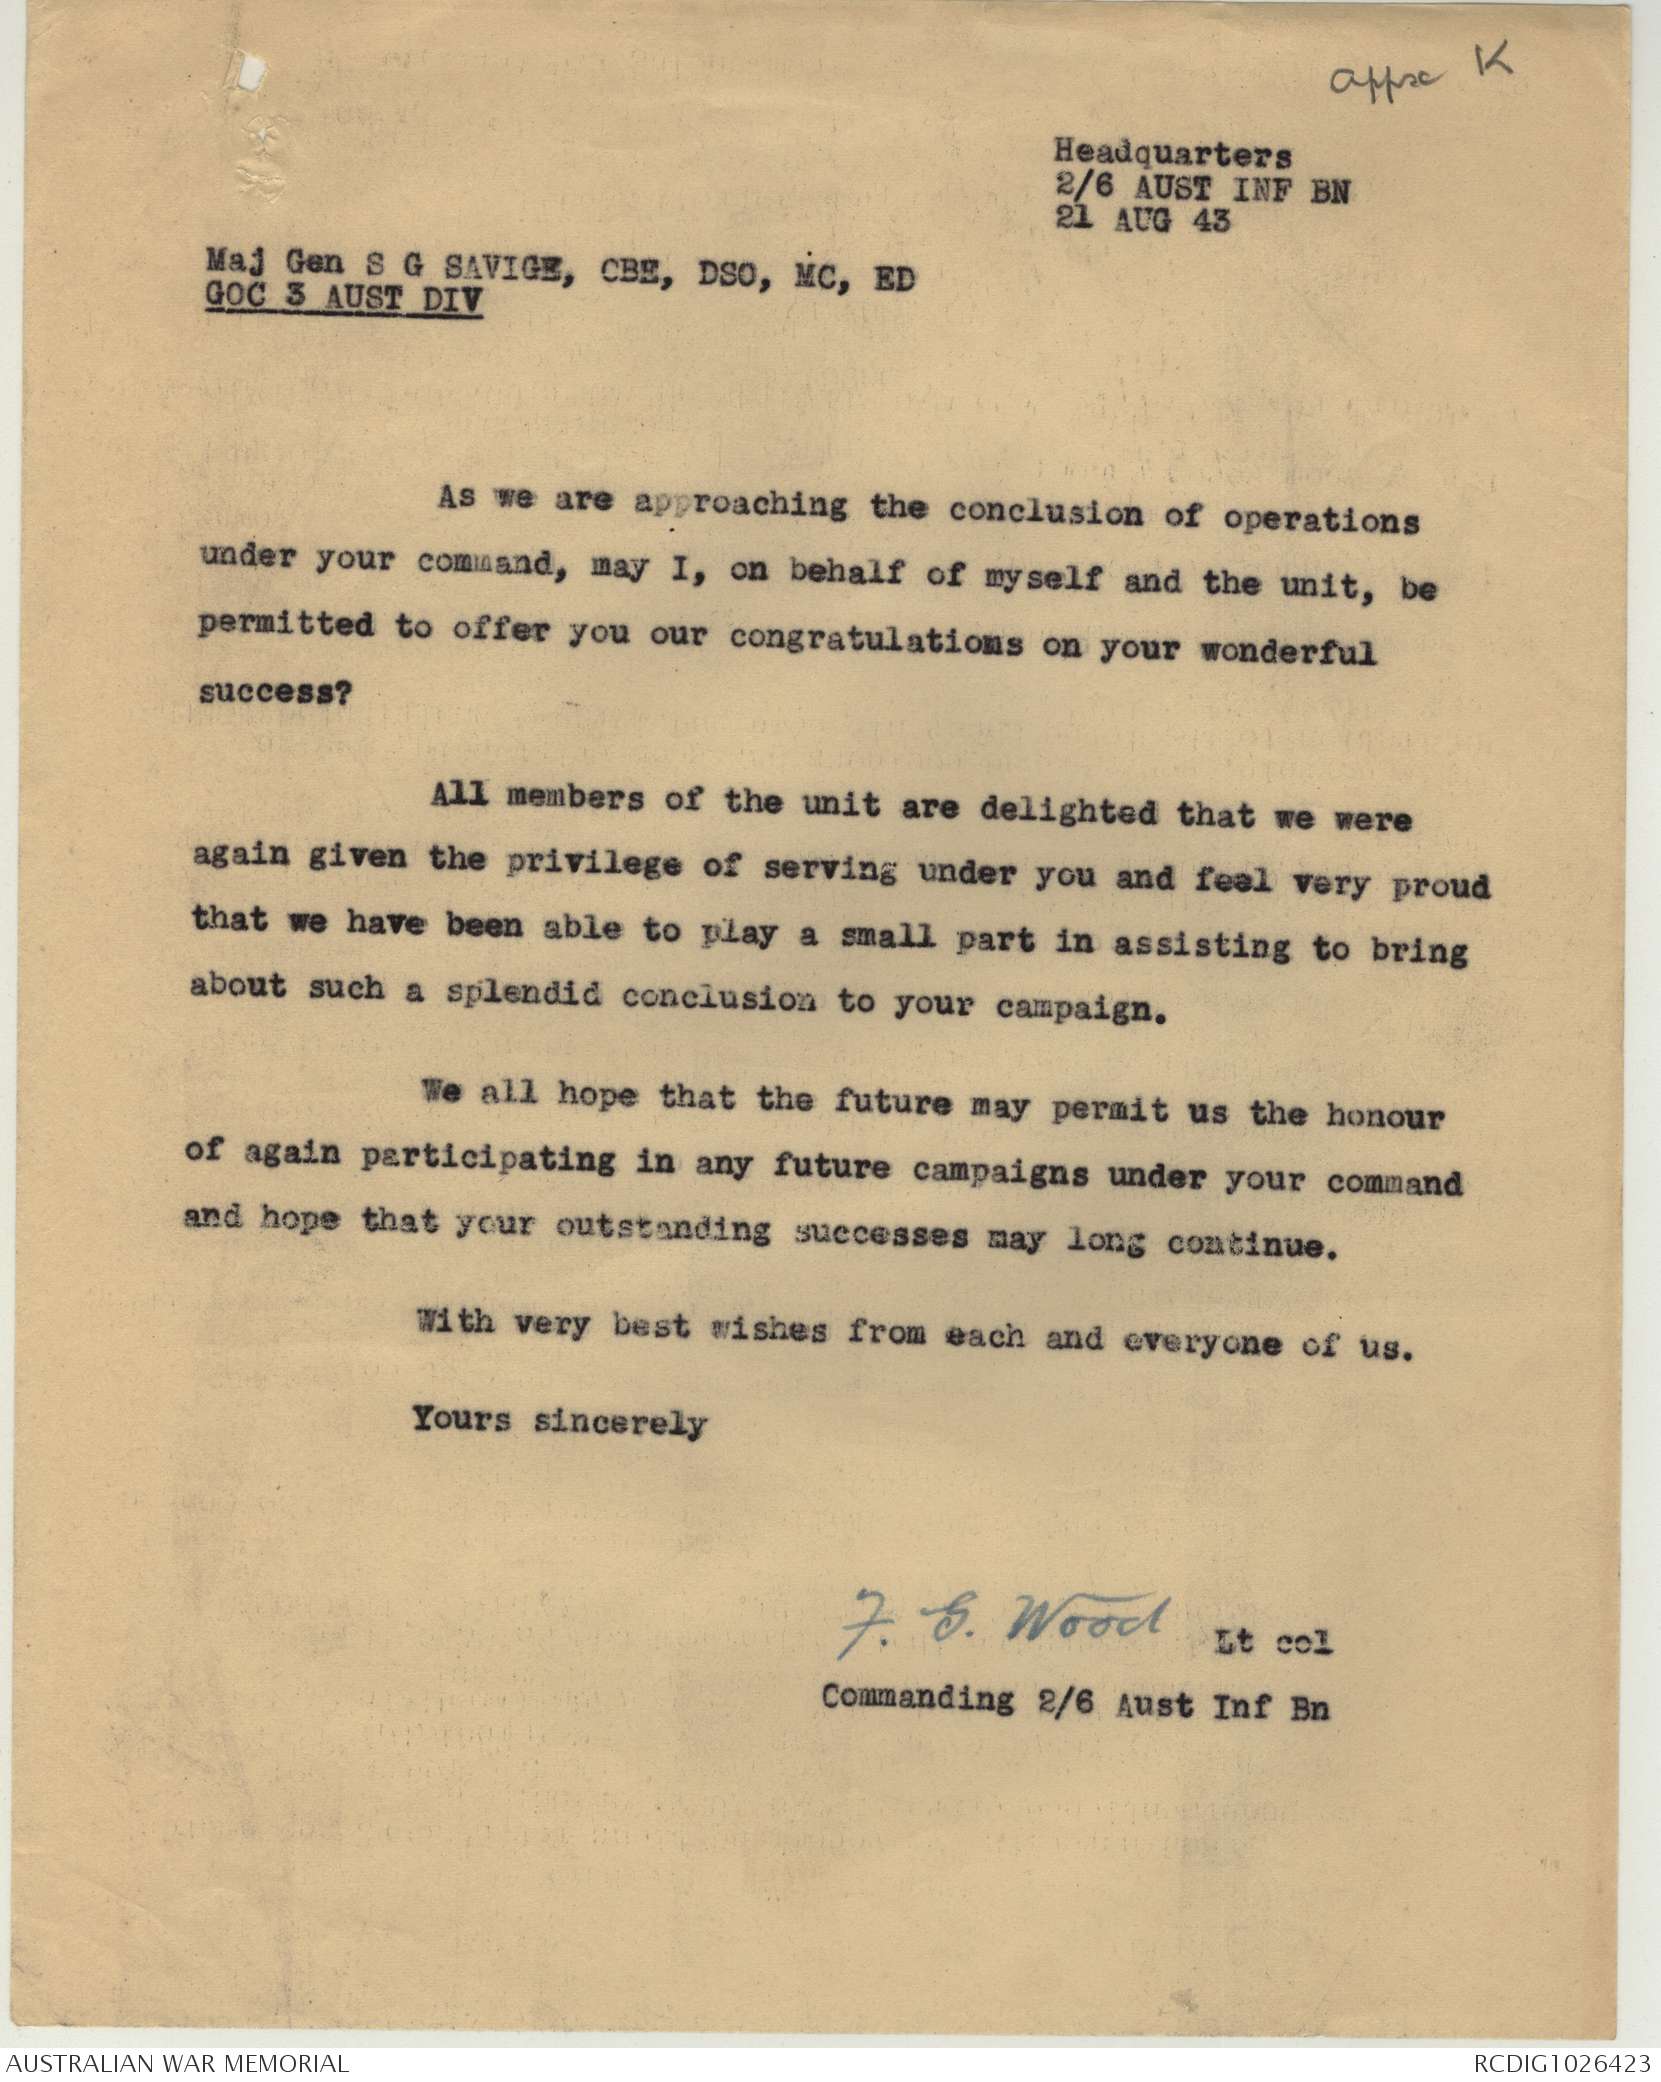 Appx K
Headquarters
2/6 AUST INF BN
21 AUG 43
Maj Gen S G SAVIGE, CBE, DSO, MC, ED
GOC 3 AUST DIV
As we are approaching the conclusion of operations
under your command, may I, on behalf of myself and the unit, be
permitted to offer you our congratulations on your wonderful
success?
All members of the unit are delighted that we were
again given the privilege of serving under you and feel very proud
that we have been able to play a small part in assisting to bring
about such a splendid conclusion to your campaign.
We all hope that the future may permit us the honour
of again participating in any future campaigns under your command
and hope that your outstanding successes may long continue.
With very best wishes from each and everyone of us.
Yours sincerely
F. G. Wood Lt col
Commanding 2/6 Aust Inf Bn
AUSTRALIAN WAR MEMORIAL
RCDIG1026423